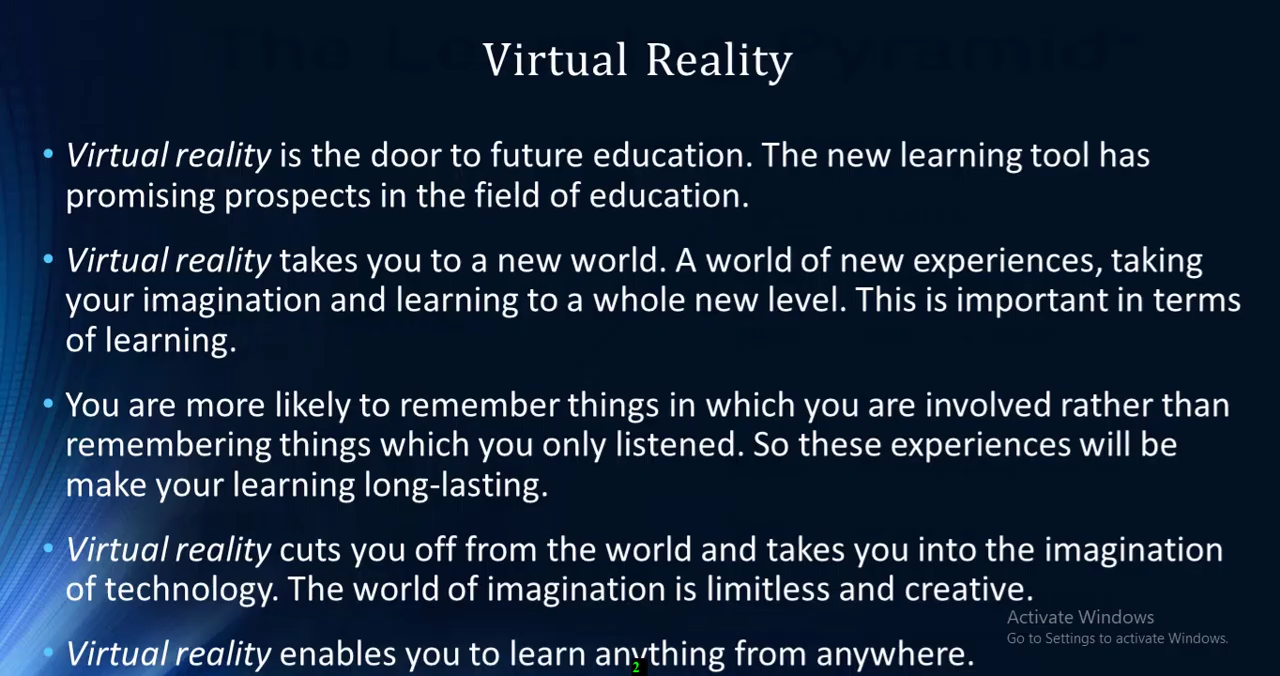 Virtual Reality
• Virtual reality is the door to future education. The new learning tool has
promising prospects in the field of education.
• Virtual reality takes you to a new world. A world of new experiences, taking
your imagination and learning to a whole new level. This is important in terms
of learning.
• You are more likely to remember things in which you are involved rather than
remembering things which you only listened. So these experiences will be
make your learning long-lasting.
• Virtual reality cuts you off from the world and takes you into the imagination
of technology. The world of imagination is limitless and creative.
Activate Windows
Go to Settings to activate Windows.
• Virtual reality enables you to learn anything from anywhere.
2